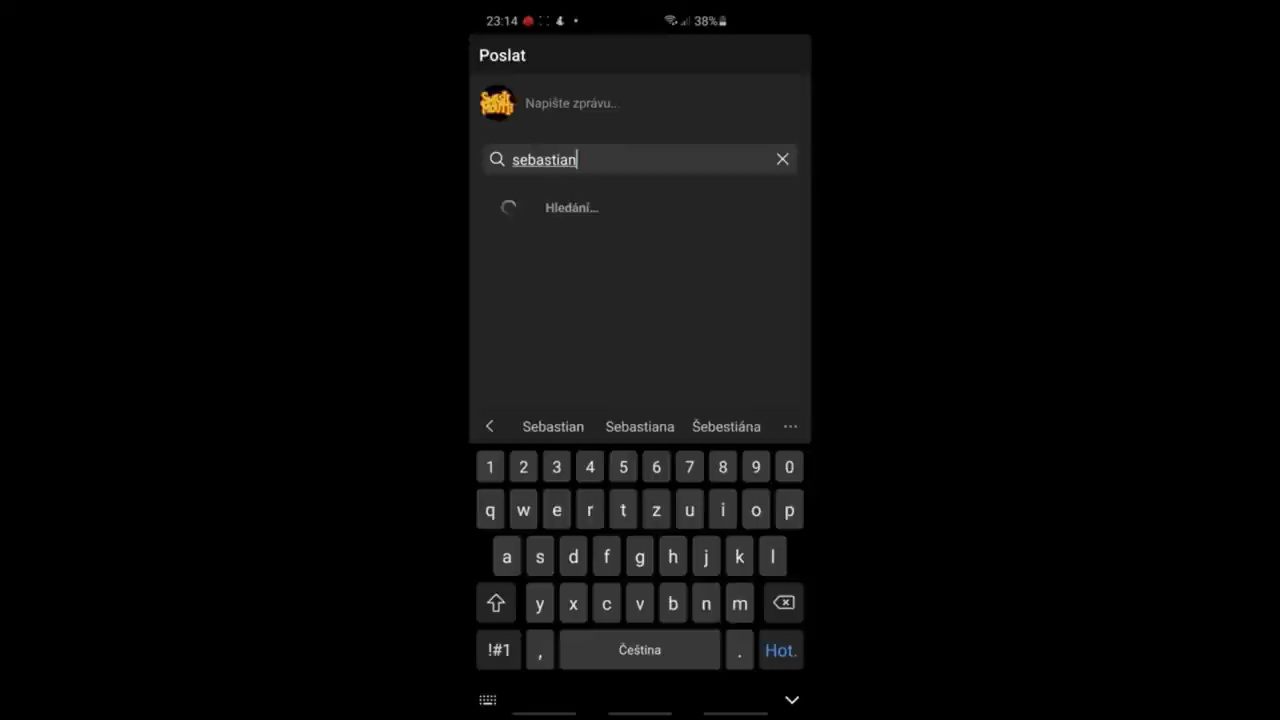 23:14 38%
Poslat
Napište zprávu...
sebastian
Hledání...
Sebastian Sebastiana Šebestiána
1 2 3 4 5 6 7 8 9 0
q w e r t z u i o p
a s d f g h j k l
y x c v b n m
!#1 , Čeština . Hot.